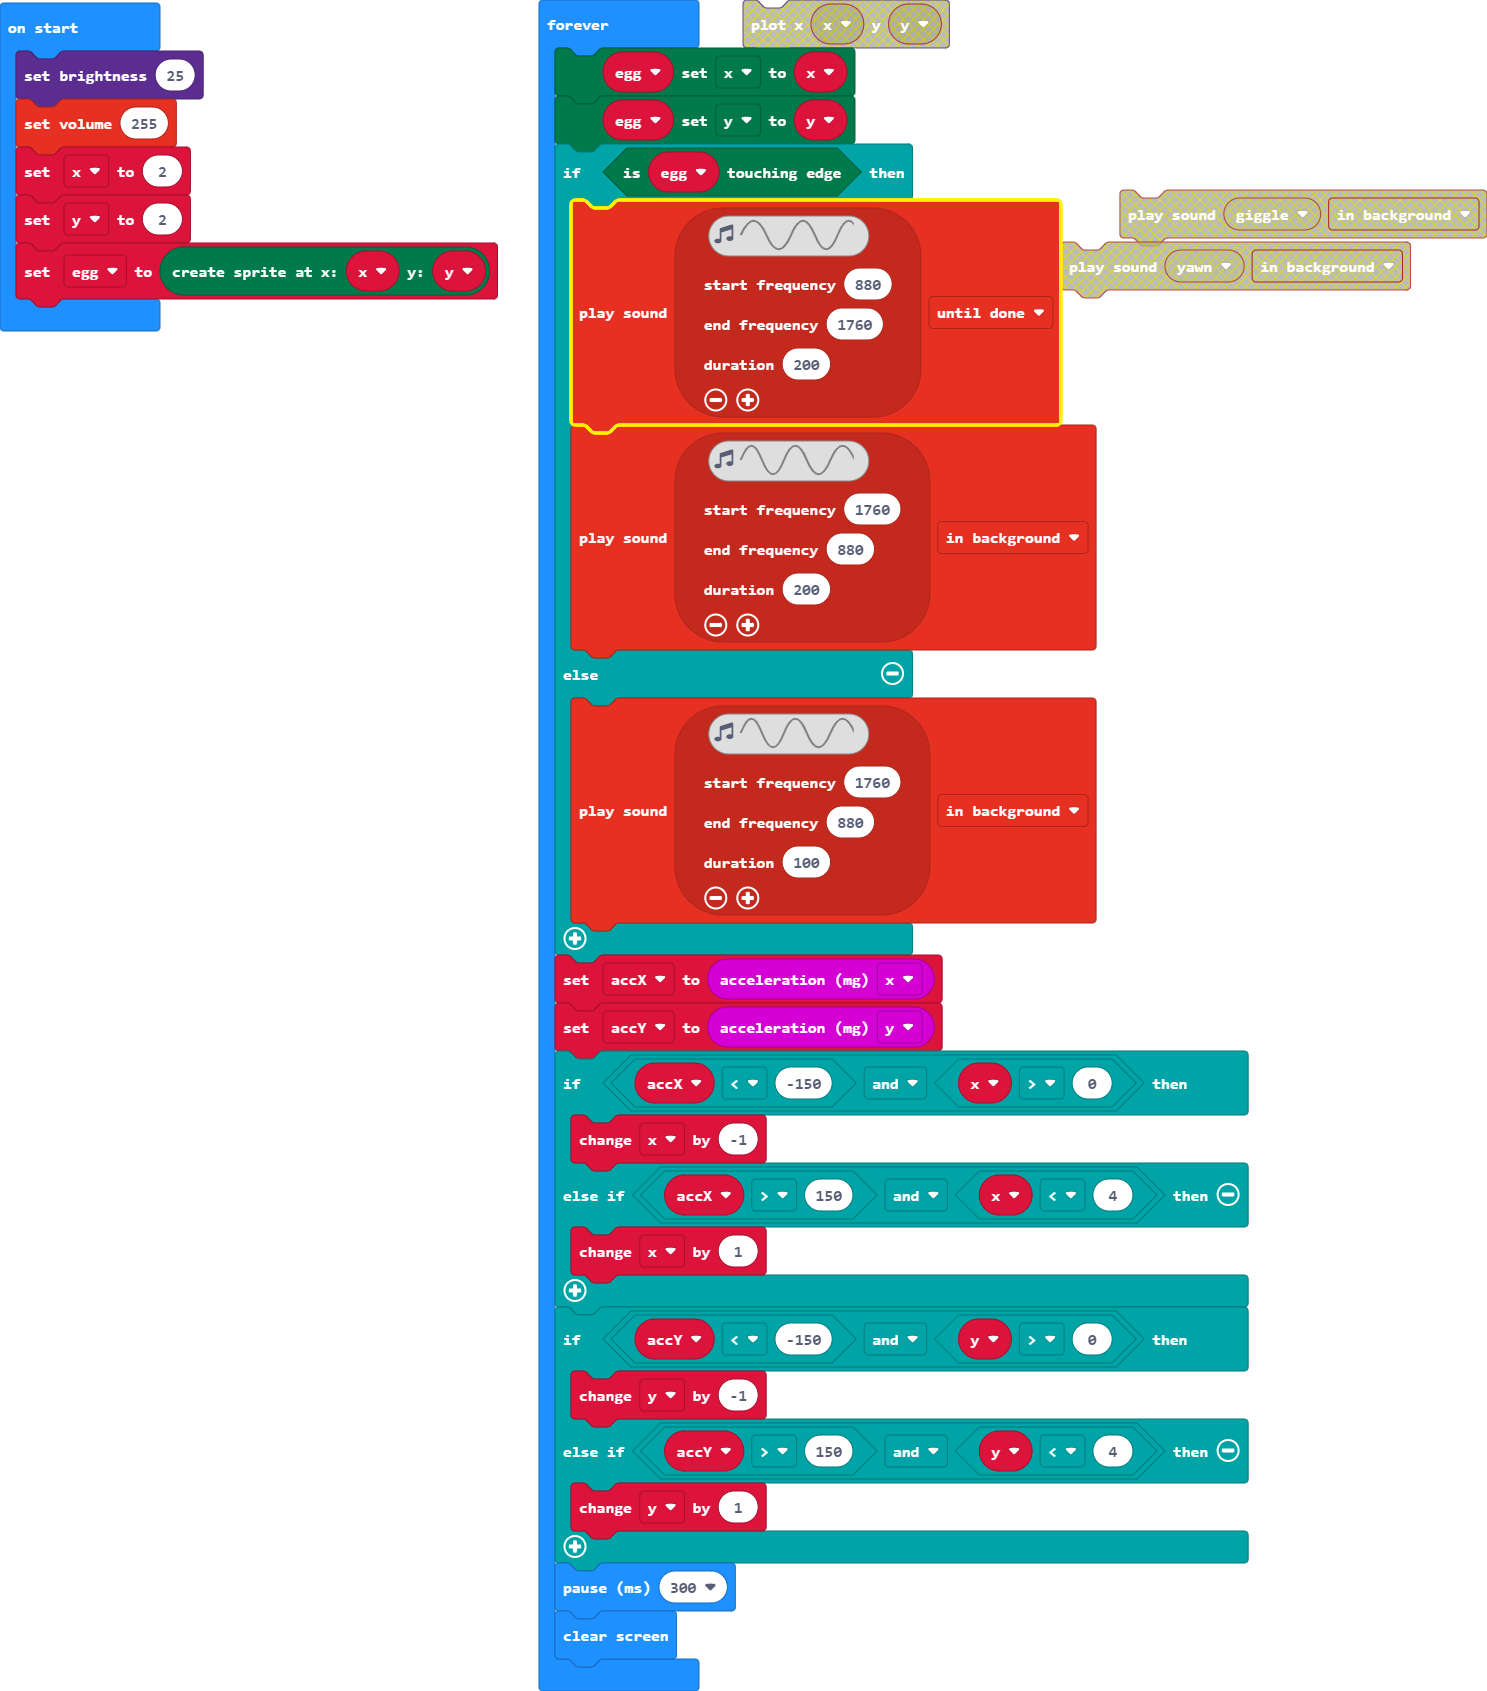 on start
set brightness 25
set volume 255
set x to 2
set y to 2
set egg to create sprite at x: x y: y
forever
plot x x y y
egg set x to x
egg set y to y
if is egg touching edge then
play sound giggle in background
play sound yawn in background
start frequency 880
end frequency 1760
play sound until done
duration 200
start frequency 1760
end frequency 880
play sound in background
duration 200
else
start frequency 1760
end frequency 880
play sound in background
duration 100
set accX to acceleration (mg) x
set accY to acceleration (mg) y
if accX < -150 and x > 0 then
change x by -1
else if accX > 150 and x < 4 then
change x by 1
if accY < -150 and y > 0 then
change y by -1
else if accY > 150 and y < 4 then
change y by 1
pause (ms) 300
clear screen